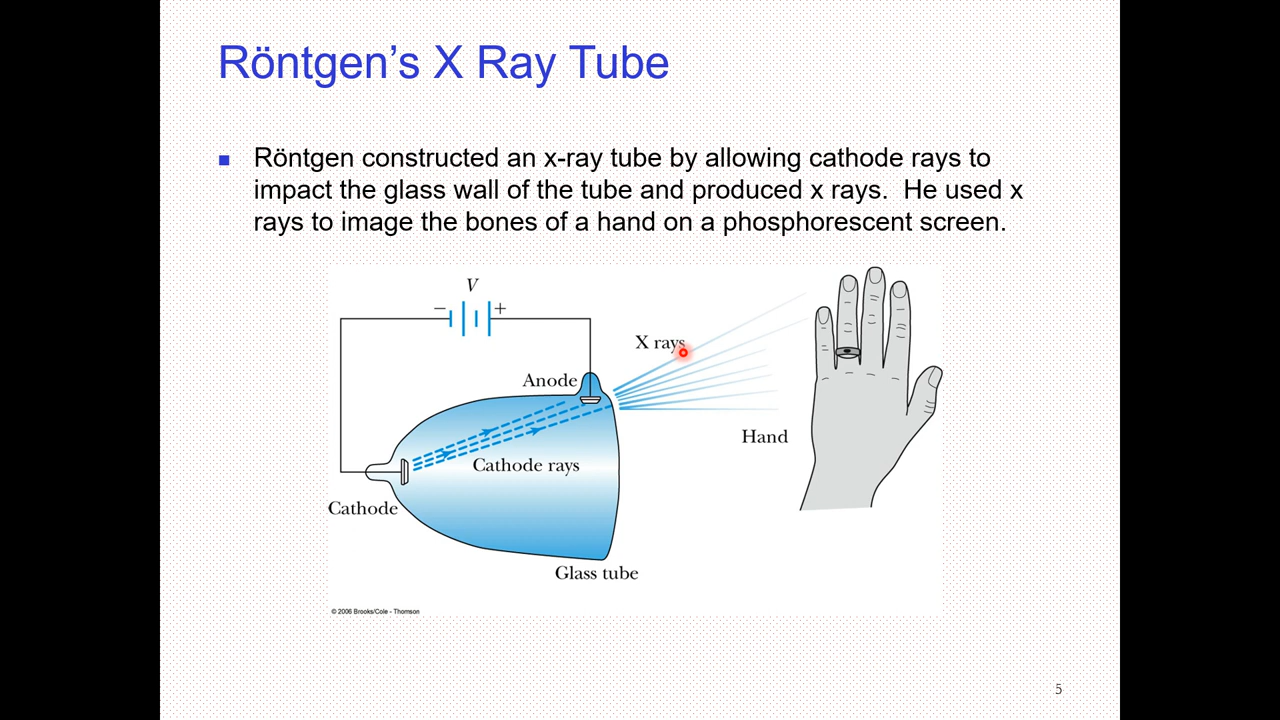 Röntgen’s X Ray Tube
Röntgen constructed an x-ray tube by allowing cathode rays to
impact the glass wall of the tube and produced x rays.  He used x
rays to image the bones of a hand on a phosphorescent screen.
V
− +
X rays
Anode
Hand
Cathode rays
Cathode
Glass tube
© 2006 Brooks/Cole - Thomson
5